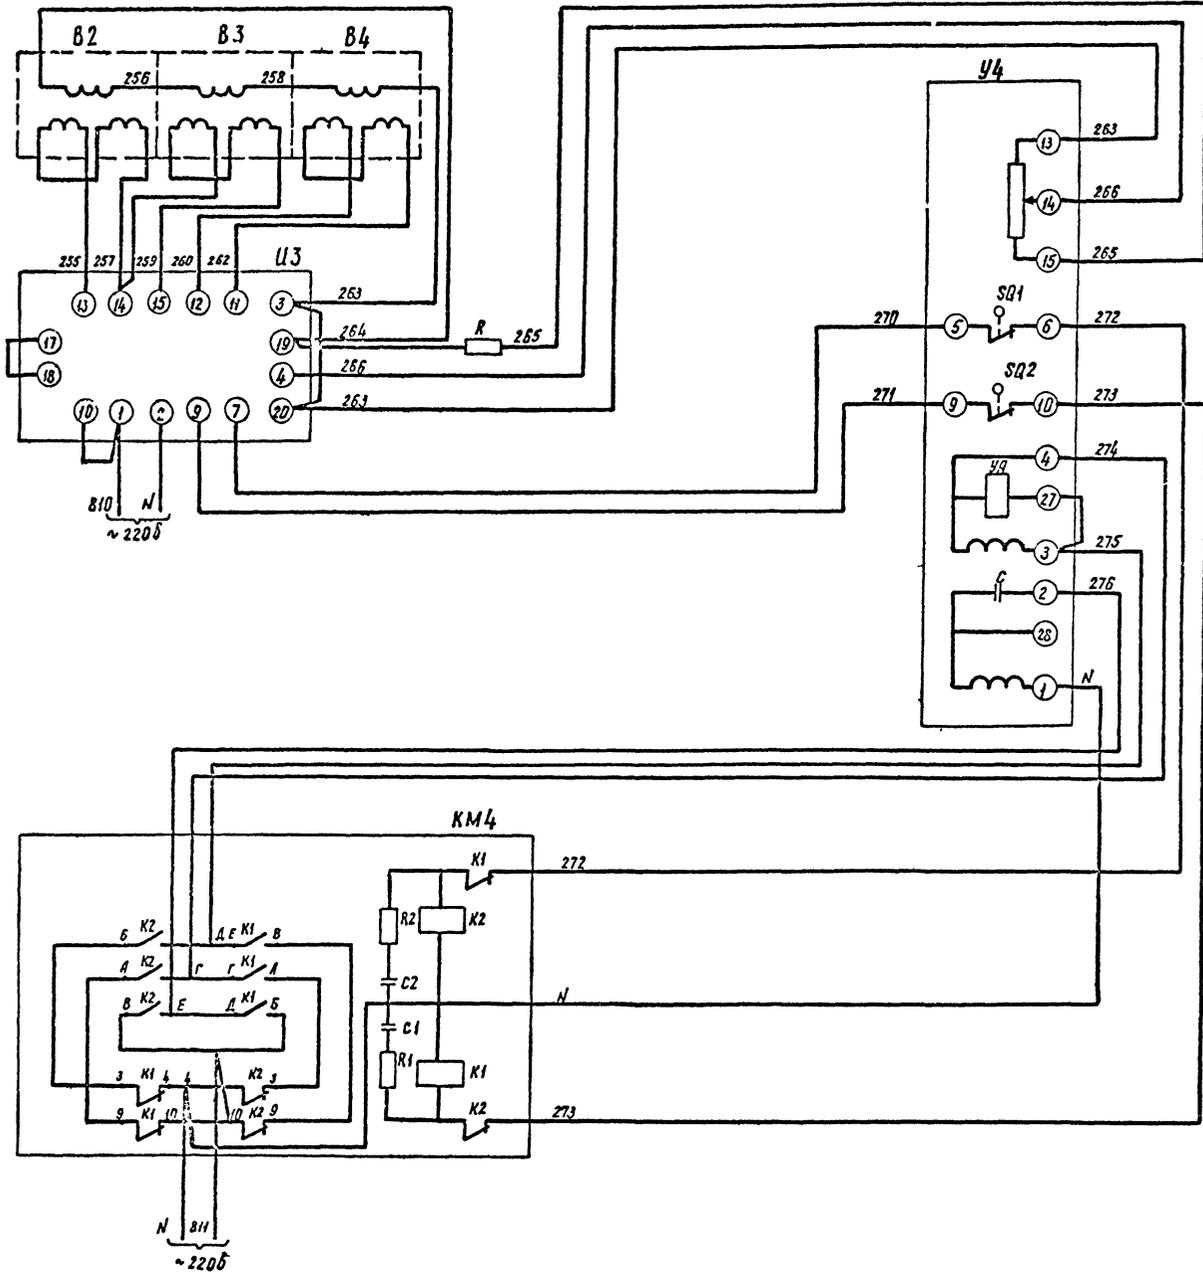 В2 В3 В4
256 258
У4
13 263
14 266
15 265
255 257 259 260 262 И3
13 14 15 12 11 3 263
SQ1
270 5 6 272
17 19 264 R 265
18 4 266
SQ2
271 9 10 273
10 1 2 9 7 20 263
4 274
УА
27
810 N
~220В
3 275
С 2 276
28
1 N
КМ4
К1 272
R2 К2
Б К2 Д Е К1 В
А К2 Г Г К1 А
С2
В К2 Е Д К1 Б
N
С1
R1 К1
3 К1 4 4 К2 3
9 К1 10 10 К2 9
К2 273
N 811
~220В